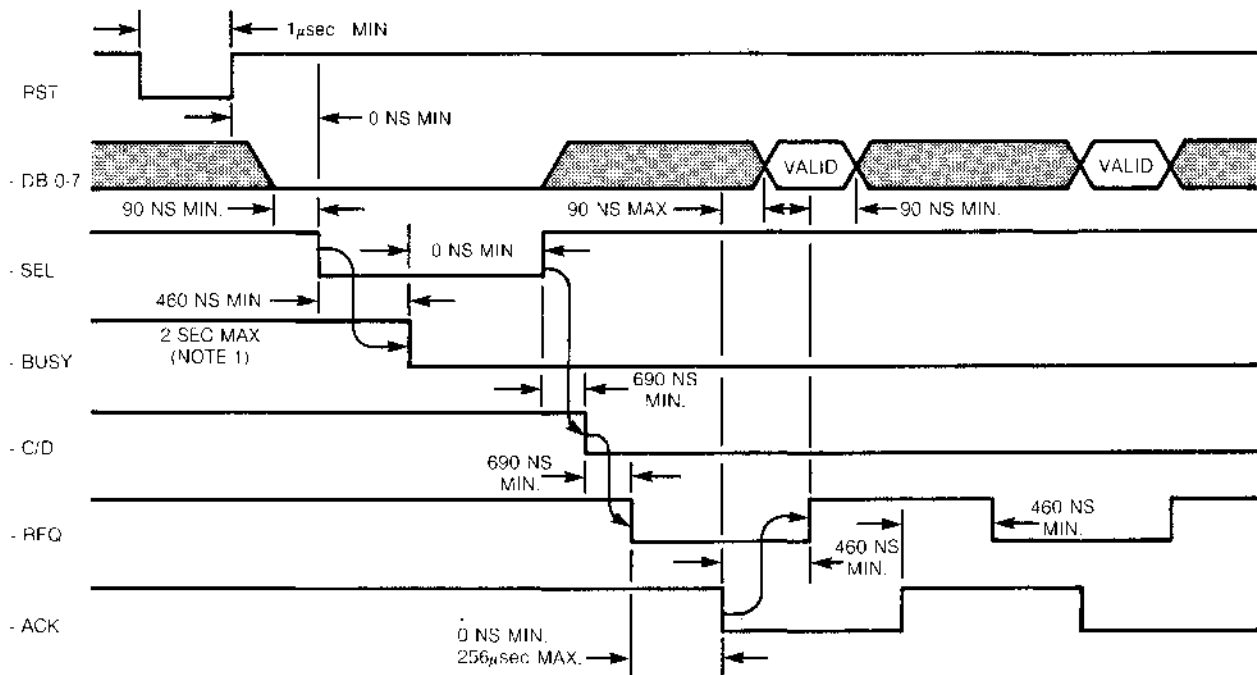 1µsec MIN
RST
0 NS MIN
- DB 0-7
VALID
VALID
90 NS MIN.
90 NS MAX
90 NS MIN.
- SEL
0 NS MIN
460 NS MIN
2 SEC MAX
(NOTE 1)
- BUSY
690 NS
MIN.
- C/D
690 NS
MIN.
- RFQ
460 NS
MIN.
460 NS
MIN.
- ACK
0 NS MIN.
256µsec MAX.